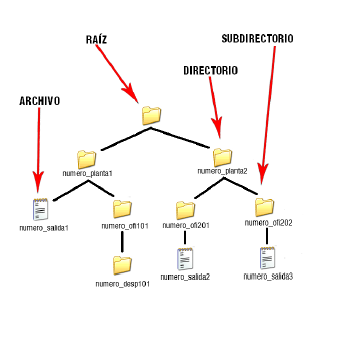 RAÍZ
SUBDIRECTORIO
DIRECTORIO
ARCHIVO
numero_planta1
numero_planta2
numero_salida1
numero_ofi101
numero_ofi201
numero_ofi202
numero_desp101
numero_salida2
numero_salida3